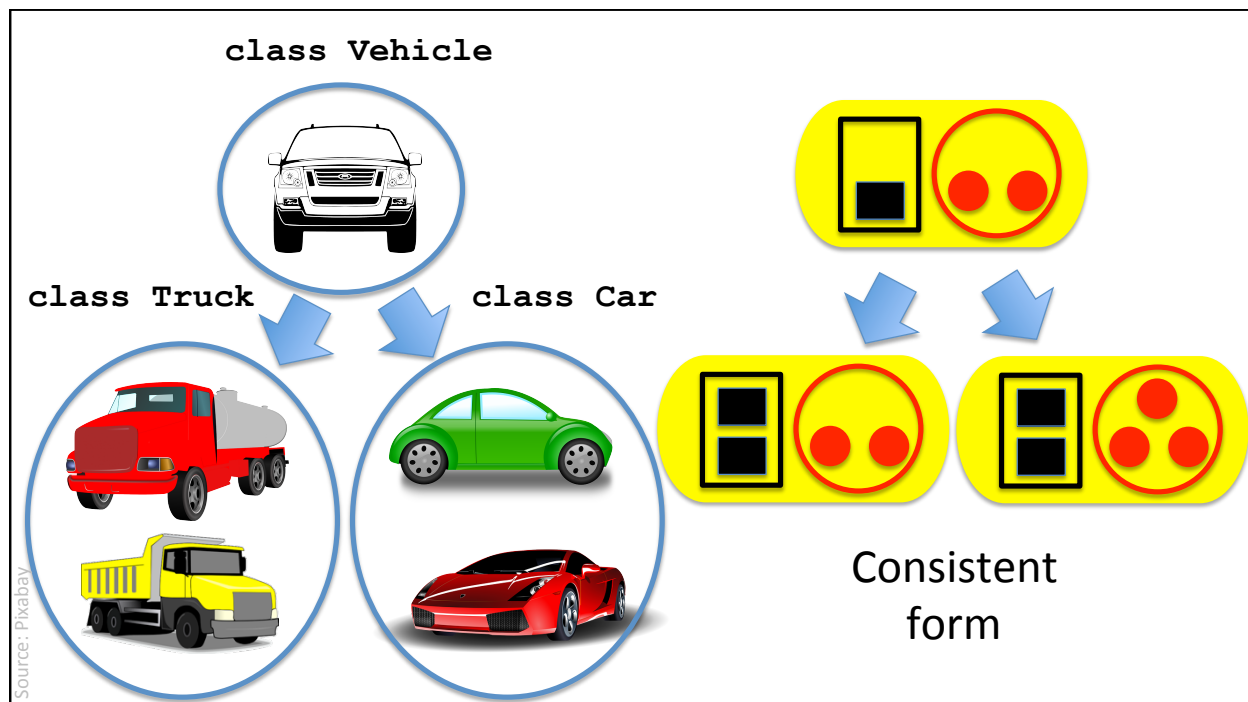 class Vehicle
class Truck
class Car
Consistent
form
Source: Pixabay